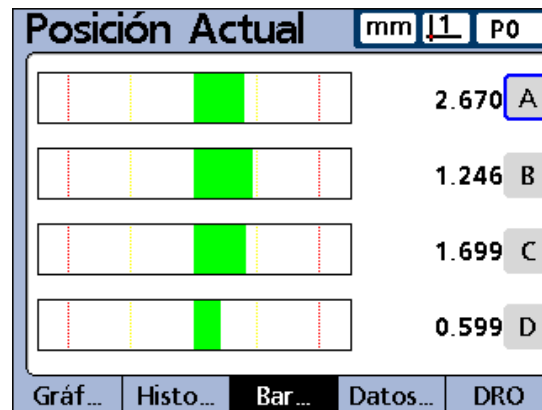 Posición Actual mm 1 P0
2.670 A
1.246 B
1.699 C
0.599 D
Gráf... Histo... Bar... Datos... DRO